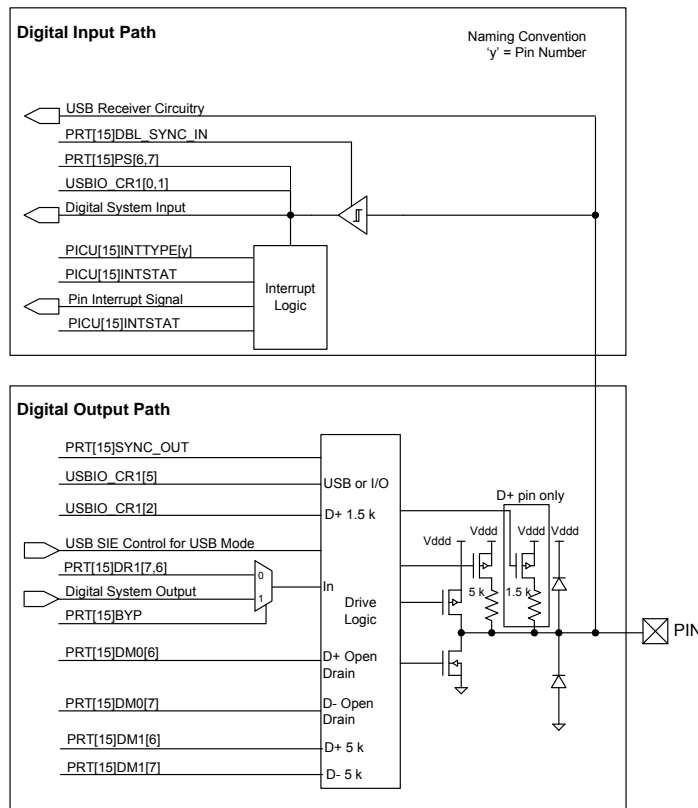 Digital Input Path
Naming Convention
'y' = Pin Number
USB Receiver Circuitry
PRT[15]DBL_SYNC_IN
PRT[15]PS[6,7]
USBIO_CR1[0,1]
Digital System Input
PICU[15]INTTYPE[y]
PICU[15]INTSTAT
Pin Interrupt Signal
PICU[15]INTSTAT
Interrupt
Logic
Digital Output Path
PRT[15]SYNC_OUT
USBIO_CR1[5]
USB or I/O
USBIO_CR1[2]
D+ 1.5 k
D+ pin only
USB SIE Control for USB Mode
Vddd
Vddd
Vddd
Vddd
PRT[15]DR1[7,6]
0
Digital System Output
1
In
5 k
1.5 k
PRT[15]BYP
Drive
Logic
PIN
PRT[15]DM0[6]
D+ Open
Drain
PRT[15]DM0[7]
D- Open
Drain
PRT[15]DM1[6]
D+ 5 k
PRT[15]DM1[7]
D- 5 k